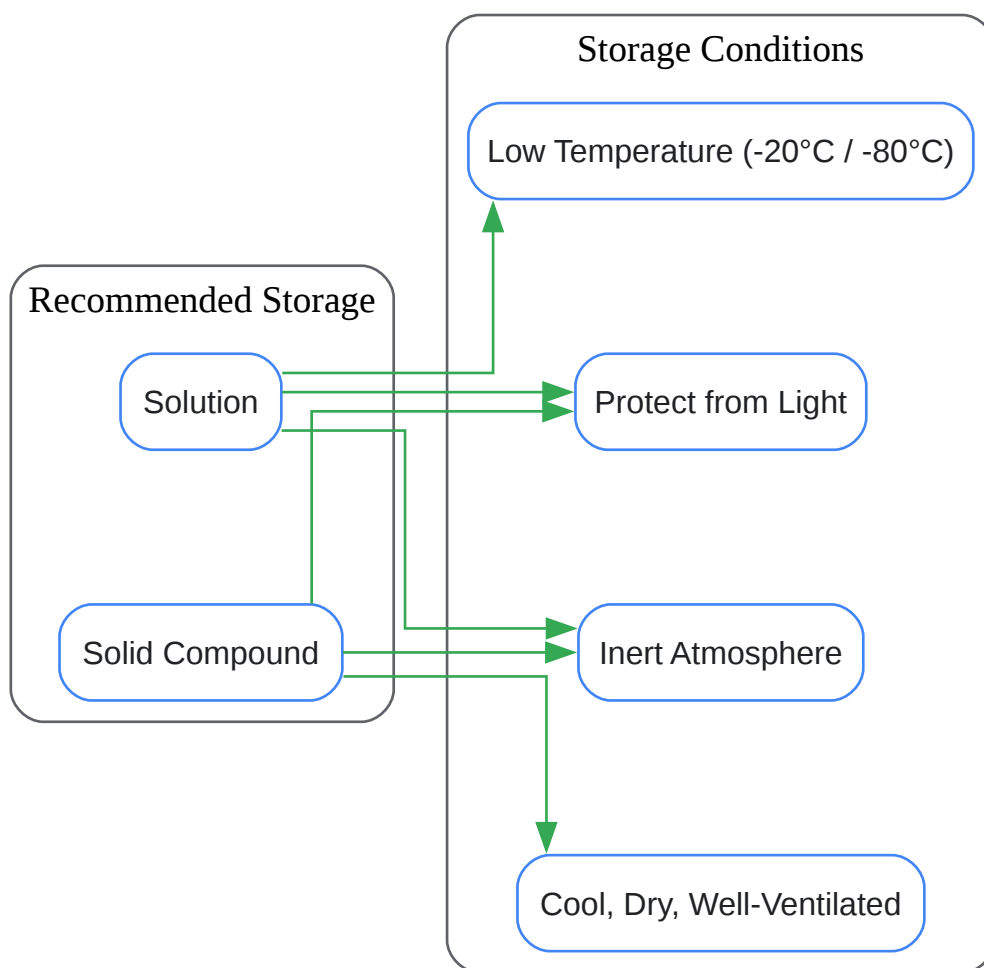 Storage Conditions
Low Temperature (-20°C / -80°C)
Recommended Storage
Solution
Protect from Light
Solid Compound
Inert Atmosphere
Cool, Dry, Well-Ventilated